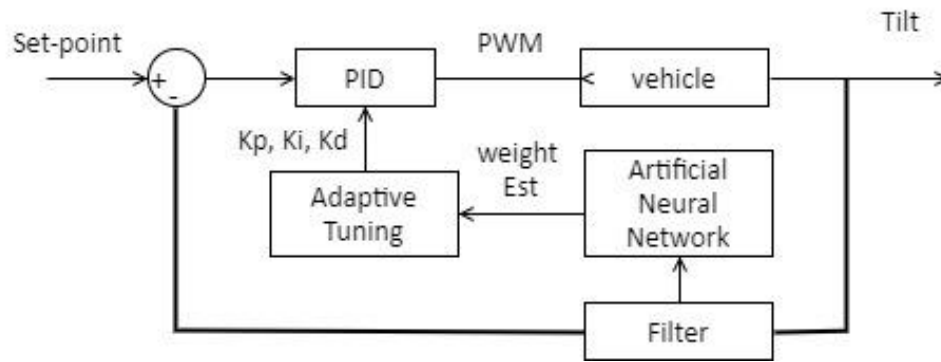 Set-point
+
-
PID
PWM
vehicle
Tilt
Kp, Ki, Kd
Adaptive
Tuning
weight
Est
Artificial
Neural
Network
Filter